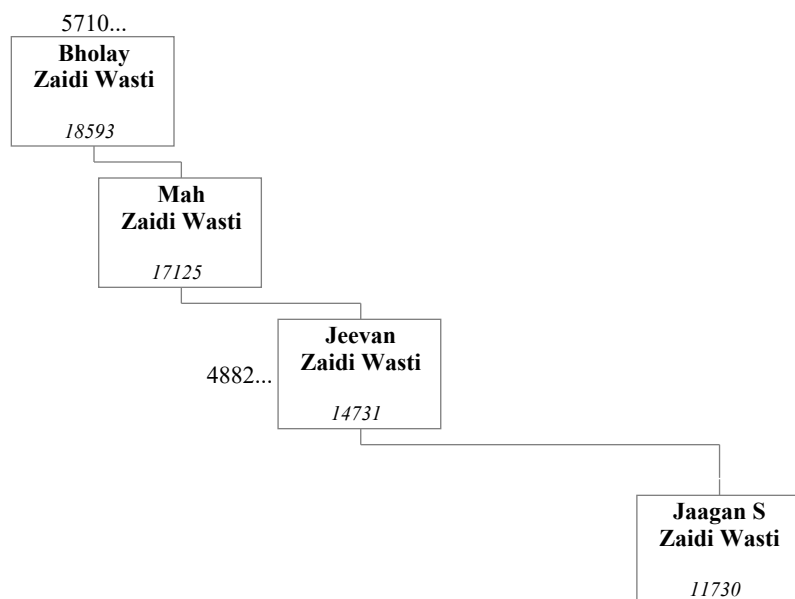 5710...
Bholay
Zaidi Wasti
18593
Mah
Zaidi Wasti
17125
Jeevan
Zaidi Wasti
4882...
14731
Jaagan S
Zaidi Wasti
11730